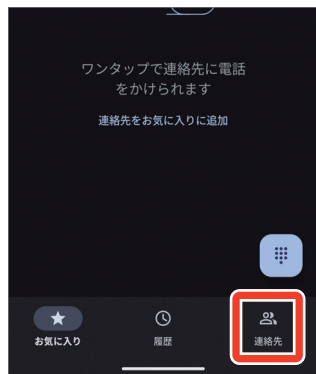 ワンタップで連絡先に電話
をかけられます
連絡先をお気に入りに追加
お気に入り
履歴
連絡先